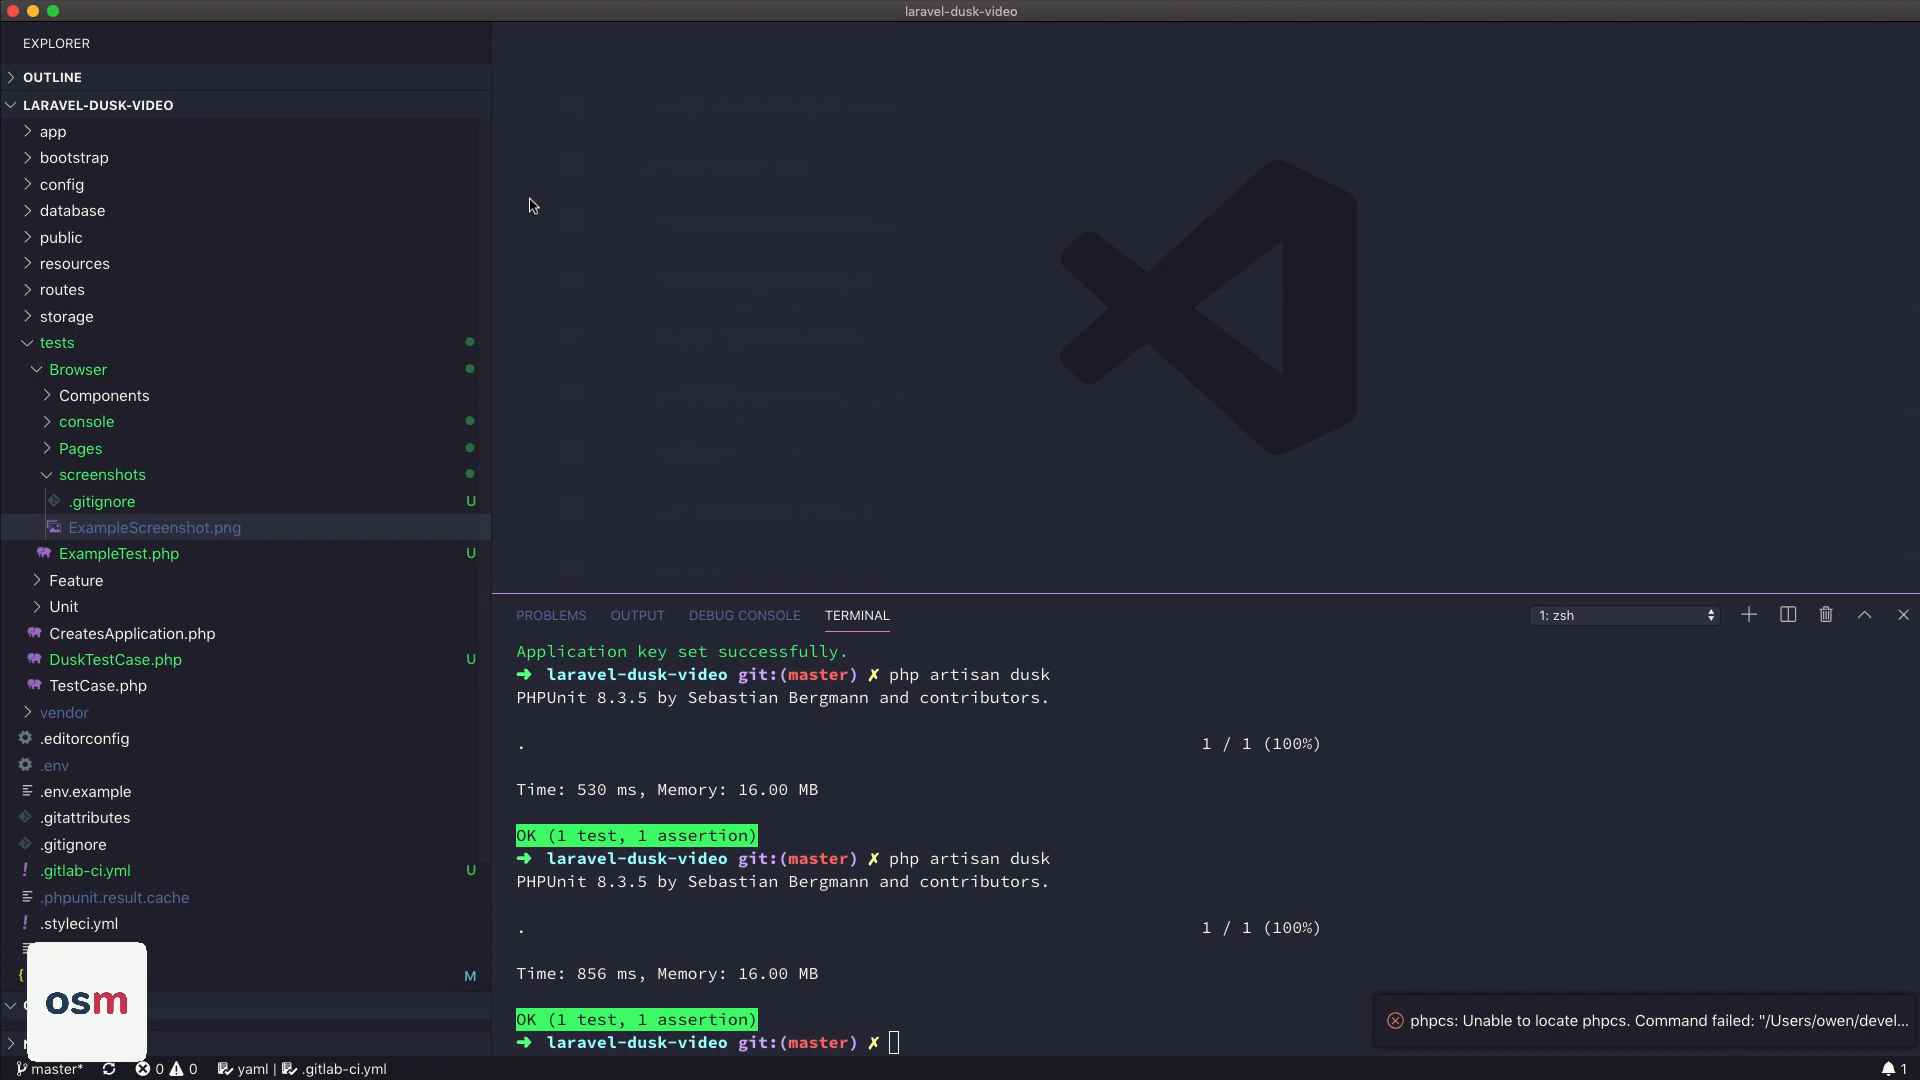 laravel-dusk-video
EXPLORER
OUTLINE
LARAVEL-DUSK-VIDEO
app
bootstrap
config
database
public
resources
routes
storage
tests
Browser
Components
console
Pages
screenshots
.gitignore U
ExampleScreenshot.png
ExampleTest.php U
Feature
Unit
CreatesApplication.php
DuskTestCase.php U
TestCase.php
vendor
.editorconfig
.env
.env.example
.gitattributes
.gitignore
.gitlab-ci.yml U
.phpunit.result.cache
.styleci.yml
M
osm
PROBLEMS OUTPUT DEBUG CONSOLE TERMINAL 1: zsh
Application key set successfully.
➜ laravel-dusk-video git:(master) ✗ php artisan dusk
PHPUnit 8.3.5 by Sebastian Bergmann and contributors.
. 1 / 1 (100%)
Time: 530 ms, Memory: 16.00 MB
OK (1 test, 1 assertion)
➜ laravel-dusk-video git:(master) ✗ php artisan dusk
PHPUnit 8.3.5 by Sebastian Bergmann and contributors.
. 1 / 1 (100%)
Time: 856 ms, Memory: 16.00 MB
OK (1 test, 1 assertion)
➜ laravel-dusk-video git:(master) ✗
phpcs: Unable to locate phpcs. Command failed: "/Users/owen/devel...
master* 0 0 yaml | .gitlab-ci.yml 1